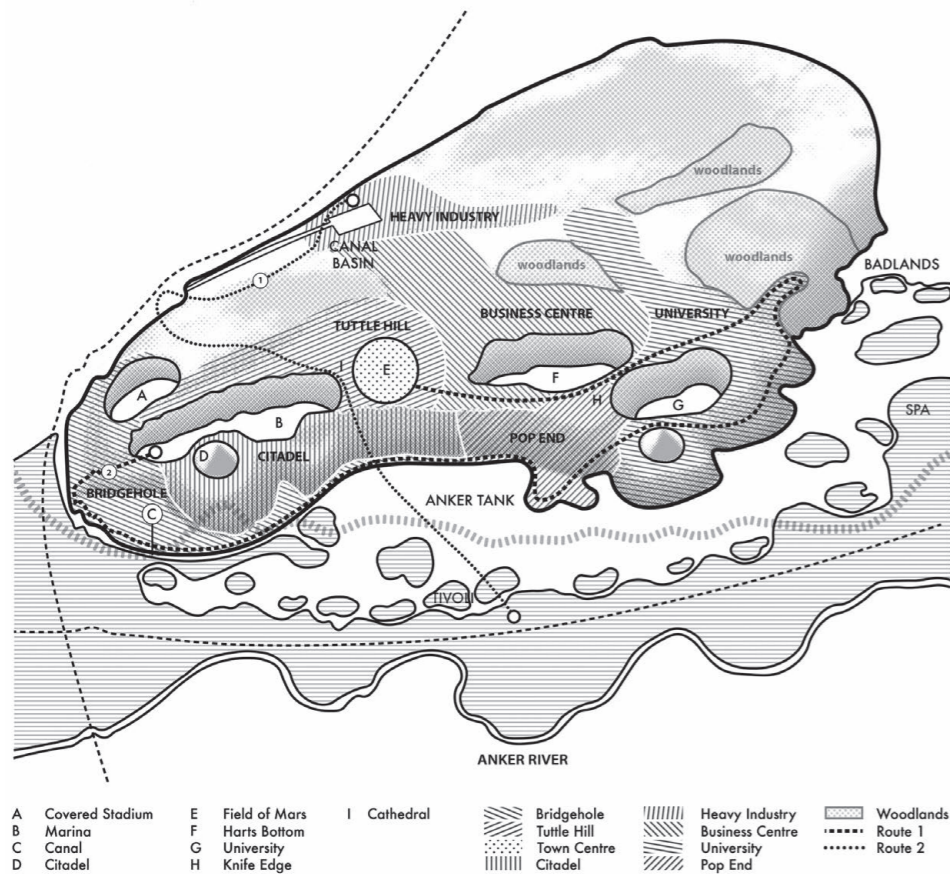 woodlands
HEAVY INDUSTRY
CANAL
BASIN
woodlands
woodlands
BADLANDS
1
TUTTLE HILL
BUSINESS CENTRE
UNIVERSITY
I
E
A
F
H
G
SPA
B
POP END
D
CITADEL
2
BRIDGEHOLE
ANKER TANK
C
TIVOLI
ANKER RIVER
A Covered Stadium
B Marina
C Canal
D Citadel
E Field of Mars
F Harts Bottom
G University
H Knife Edge
I Cathedral
Bridgehole
Tuttle Hill
Town Centre
Citadel
Heavy Industry
Business Centre
University
Pop End
Woodlands
Route 1
Route 2